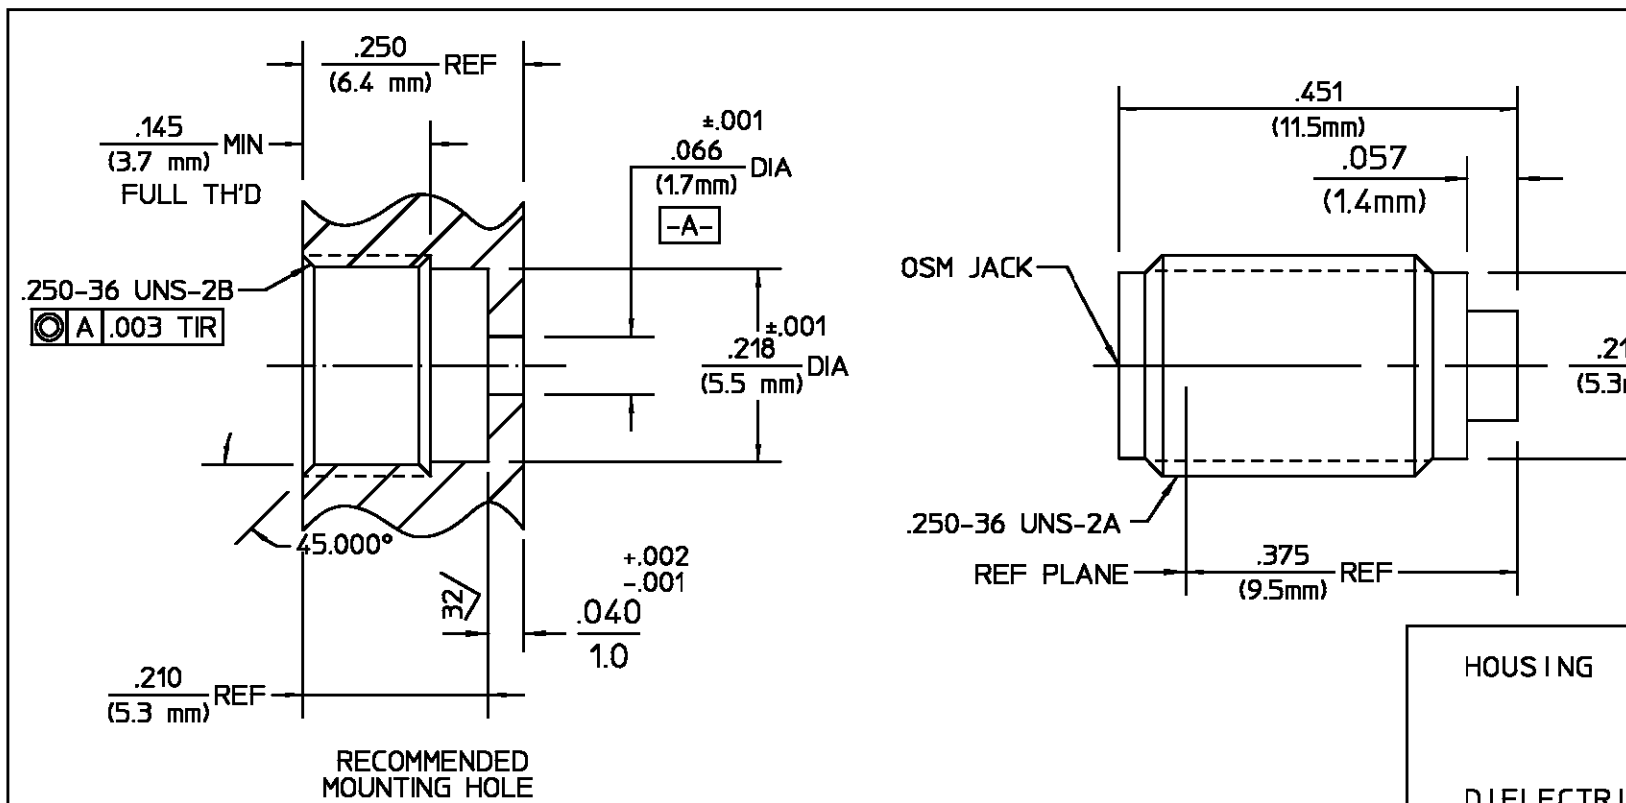 .250
(6.4 mm) REF
.145
(3.7 mm) MIN
FULL TH'D
±.001
.066
(1.7mm) DIA
-A-
.250-36 UNS-2B
A .003 TIR
±.001
.218
(5.5 mm) DIA
45.000°
32
+.002
-.001
.040
1.0
.210
(5.3 mm) REF
RECOMMENDED
MOUNTING HOLE
.451
(11.5mm)
.057
(1.4mm)
OSM JACK
.250-36 UNS-2A
REF PLANE
.375
(9.5mm) REF
HOUSING